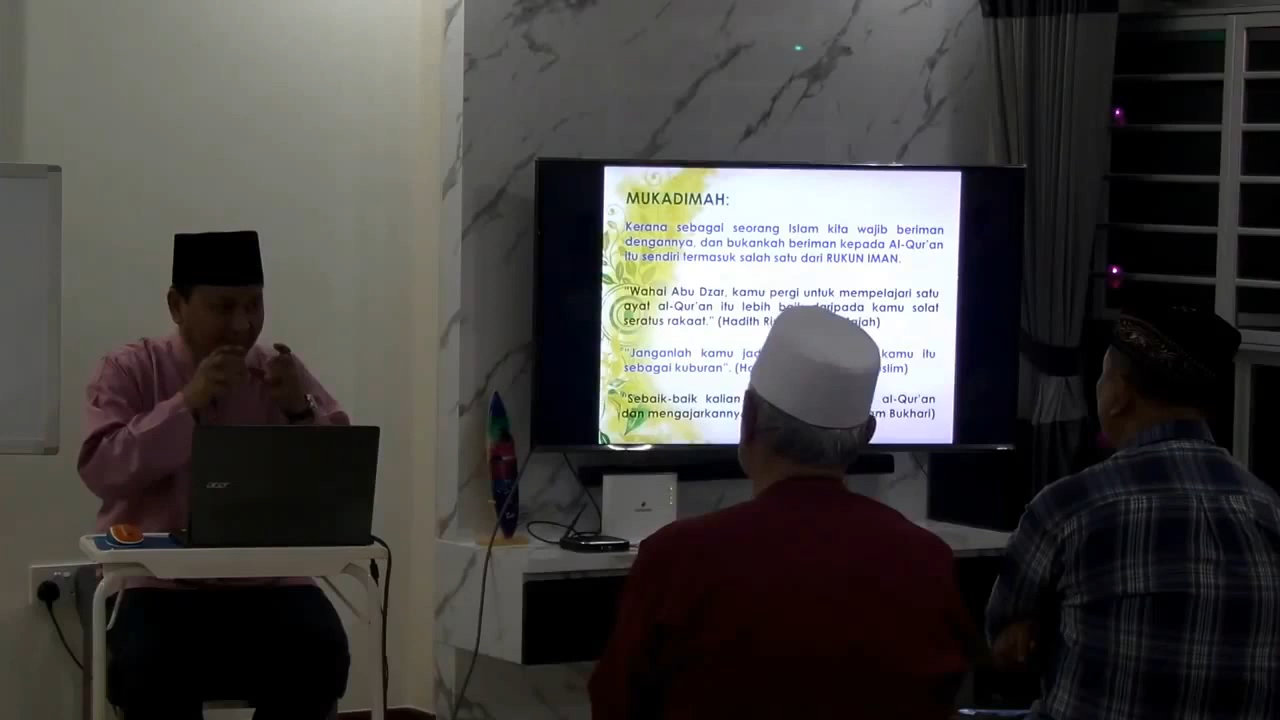 MUKADIMAH:
Kerana sebagai seorang Islam kita wajib beriman
dengannya, dan bukankah beriman kepada Al-Qur'an
itu sendiri termasuk salah satu dari RUKUN IMAN.
"Wahai Abu Dzar, kamu pergi untuk mempelajari satu
ayat al-Qur'an itu lebih daripada kamu solat
seratus rakaat." (Hadith
"Janganlah kamu kamu itu
sebagai kuburan".
"Sebaik-baik kalian al-Qur'an
dan mengajarkannya Bukhari)
acer